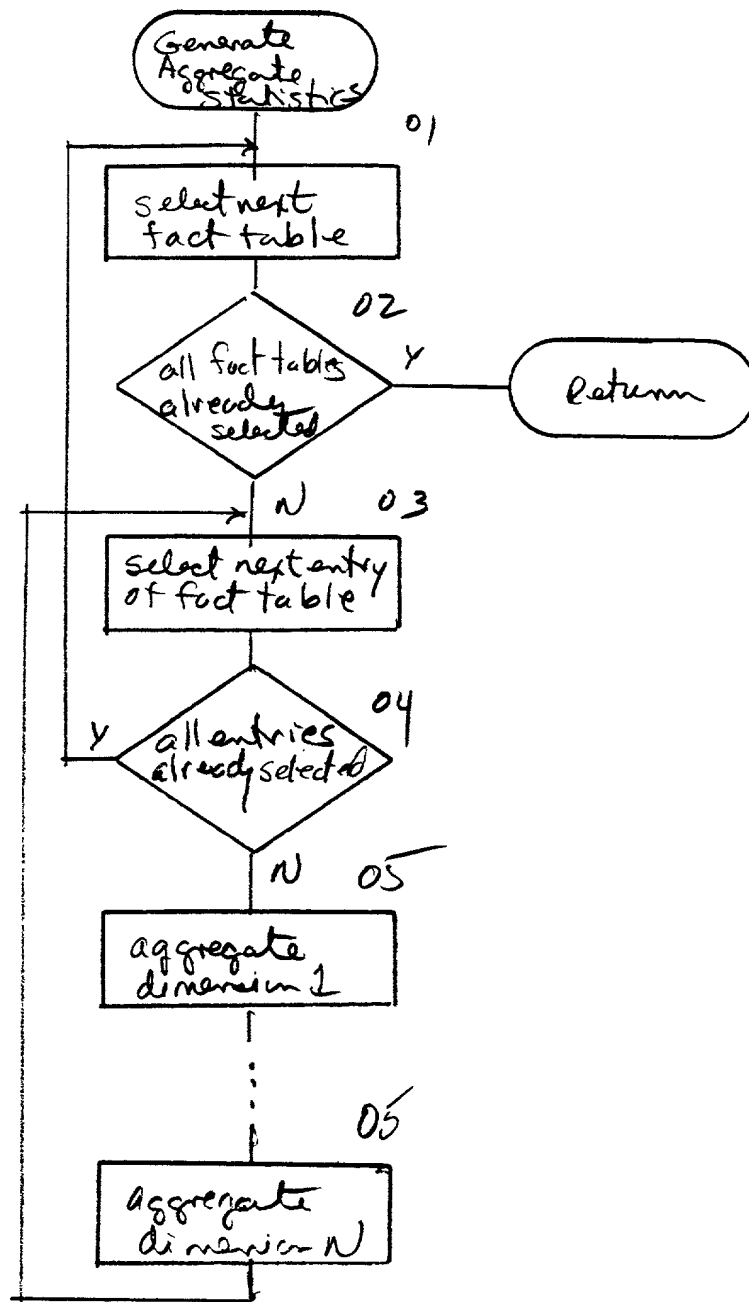 Generate
Aggregate
Statistics
01
select next
fact table
02
all fact tables
already
selected
Y
Return
N
03
select next entry
of fact table
04
all entries
already selected
Y
N
05
aggregate
dimension 1
05
aggregate
dimension N